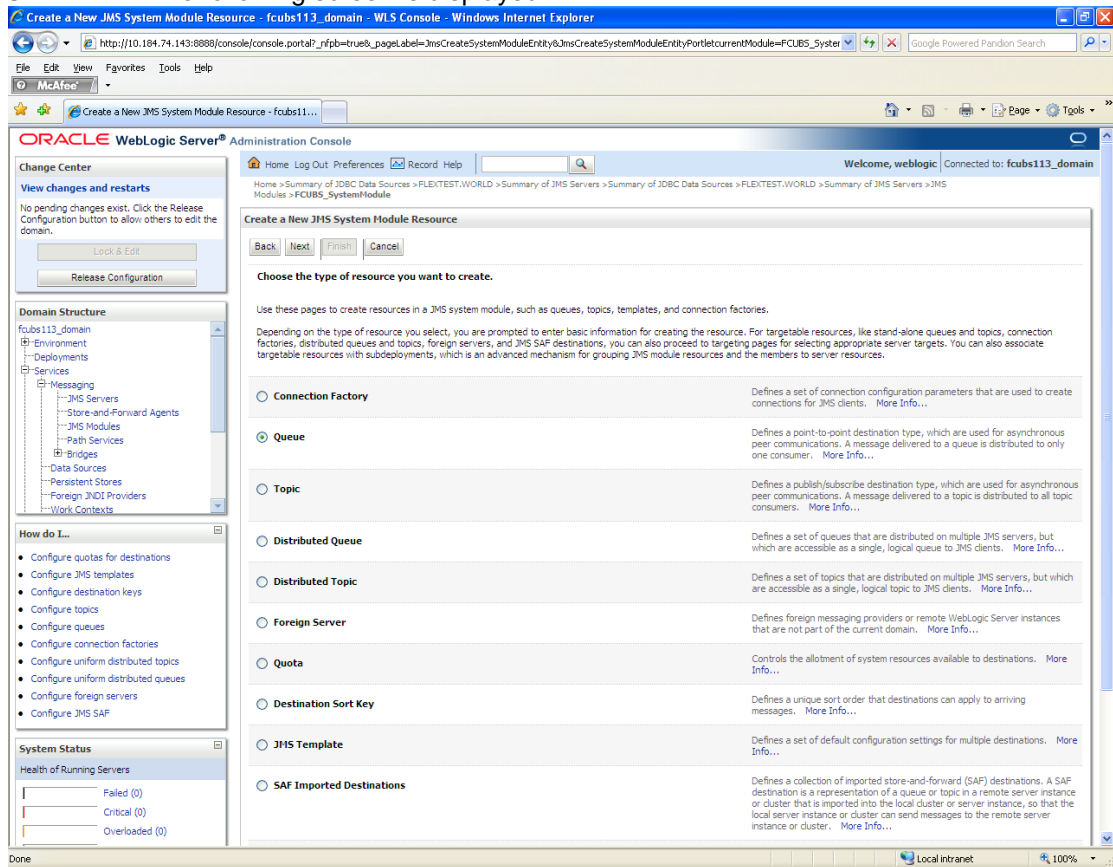 Create a New JMS System Module Resource - fcubs113_domain - WLS Console - Windows Internet Explorer
http://10.184.74.143:8888/console/console.portal?_nfpb=true&_pageLabel=JmsCreateSystemModuleEntity&JmsCreateSystemModuleEntityPortletcurrentModule=FCUBS_System
Google Powered Pandion Search
File Edit View Favorites Tools Help
McAfee
Create a New JMS System Module Resource - fcubs11...
Page Tools
ORACLE WebLogic Server® Administration Console
Change Center
View changes and restarts
No pending changes exist. Click the Release
Configuration button to allow others to edit the
domain.
Lock & Edit
Release Configuration
Domain Structure
fcubs113_domain
Environment
Deployments
Services
Messaging
JMS Servers
Store-and-Forward Agents
JMS Modules
Path Services
Bridges
Data Sources
Persistent Stores
Foreign JNDI Providers
Work Contexts
How do I...
Configure quotas for destinations
Configure JMS templates
Configure destination keys
Configure topics
Configure queues
Configure connection factories
Configure uniform distributed topics
Configure uniform distributed queues
Configure foreign servers
Configure JMS SAF
System Status
Health of Running Servers
Failed (0)
Critical (0)
Overloaded (0)
Home Log Out Preferences Record Help
Welcome, weblogic Connected to: fcubs113_domain
Home >Summary of JDBC Data Sources >FLEXTEST.WORLD >Summary of JMS Servers >Summary of JDBC Data Sources >FLEXTEST.WORLD >Summary of JMS Servers >JMS
Modules >FCUBS_SystemModule
Create a New JMS System Module Resource
Back Next Finish Cancel
Choose the type of resource you want to create.
Use these pages to create resources in a JMS system module, such as queues, topics, templates, and connection factories.
Depending on the type of resource you select, you are prompted to enter basic information for creating the resource. For targetable resources, like stand-alone queues and topics, connection
factories, distributed queues and topics, foreign servers, and JMS SAF destinations, you can also proceed to targeting pages for selecting appropriate server targets. You can also associate
targetable resources with subdeployments, which is an advanced mechanism for grouping JMS module resources and the members to server resources.
Connection Factory
Defines a set of connection configuration parameters that are used to create
connections for JMS clients. More Info...
Queue
Defines a point-to-point destination type, which are used for asynchronous
peer communications. A message delivered to a queue is distributed to only
one consumer. More Info...
Topic
Defines a publish/subscribe destination type, which are used for asynchronous
peer communications. A message delivered to a topic is distributed to all topic
consumers. More Info...
Distributed Queue
Defines a set of queues that are distributed on multiple JMS servers, but
which are accessible as a single, logical queue to JMS clients. More Info...
Distributed Topic
Defines a set of topics that are distributed on multiple JMS servers, but which
are accessible as a single, logical topic to JMS clients. More Info...
Foreign Server
Defines foreign messaging providers or remote WebLogic Server instances
that are not part of the current domain. More Info...
Quota
Controls the allotment of system resources available to destinations. More
Info...
Destination Sort Key
Defines a unique sort order that destinations can apply to arriving
messages. More Info...
JMS Template
Defines a set of default configuration settings for multiple destinations. More
Info...
SAF Imported Destinations
Defines a collection of imported store-and-forward (SAF) destinations. A SAF
destination is a representation of a queue or topic in a remote server instance
or cluster that is imported into the local cluster or server instance, so that the
local server instance or cluster can send messages to the remote server
instance or cluster. More Info...
Done
Local intranet
100%